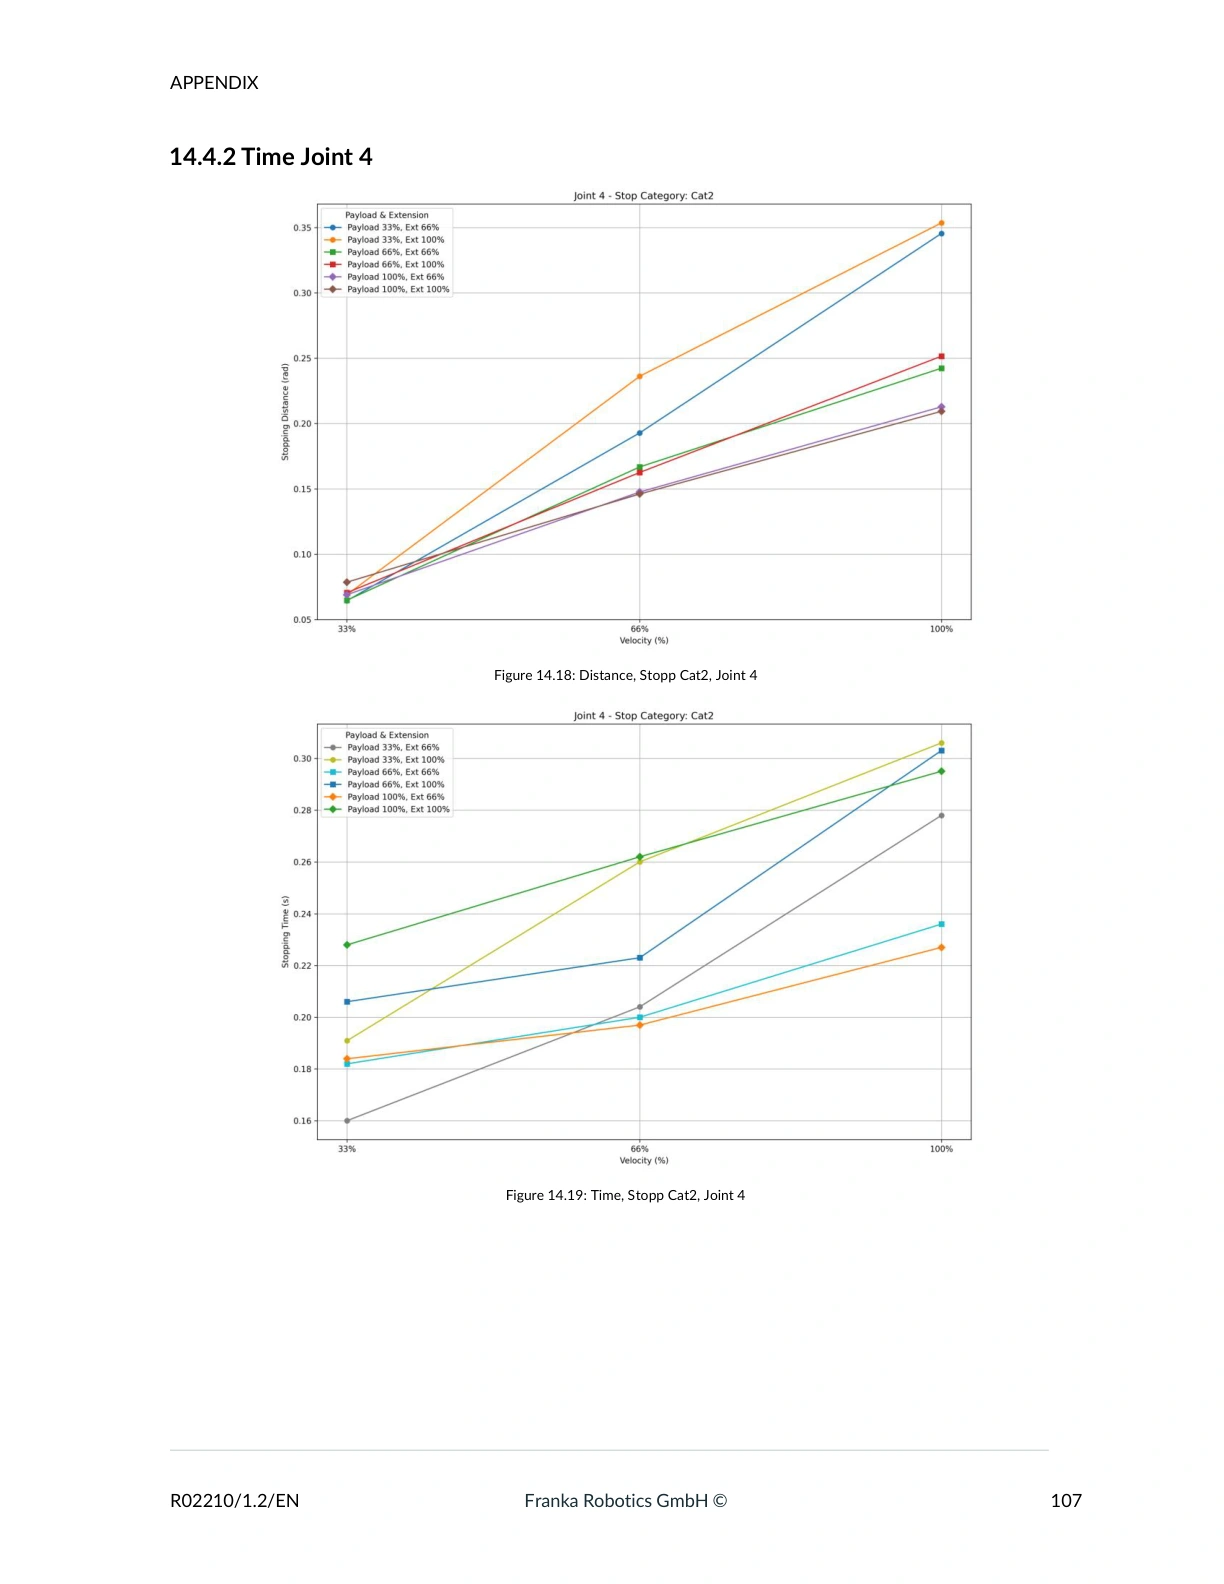 APPENDIX
14.4.2 Time Joint 4
Joint 4 - Stop Category: Cat2
Payload & Extension
Payload 33%, Ext 66%
Payload 33%, Ext 100%
Payload 66%, Ext 66%
Payload 66%, Ext 100%
Payload 100%, Ext 66%
Payload 100%, Ext 100%
0.35
0.30
0.25
0.20
0.15
0.10
0.05
Stopping Distance (rad)
33%
66%
100%
Velocity (%)
Figure 14.18: Distance, Stopp Cat2, Joint 4
Joint 4 - Stop Category: Cat2
Payload & Extension
Payload 33%, Ext 66%
Payload 33%, Ext 100%
Payload 66%, Ext 66%
Payload 66%, Ext 100%
Payload 100%, Ext 66%
Payload 100%, Ext 100%
0.30
0.28
0.26
0.24
0.22
0.20
0.18
0.16
Stopping Time (s)
33%
66%
100%
Velocity (%)
Figure 14.19: Time, Stopp Cat2, Joint 4
R02210/1.2/EN
Franka Robotics GmbH ©
107